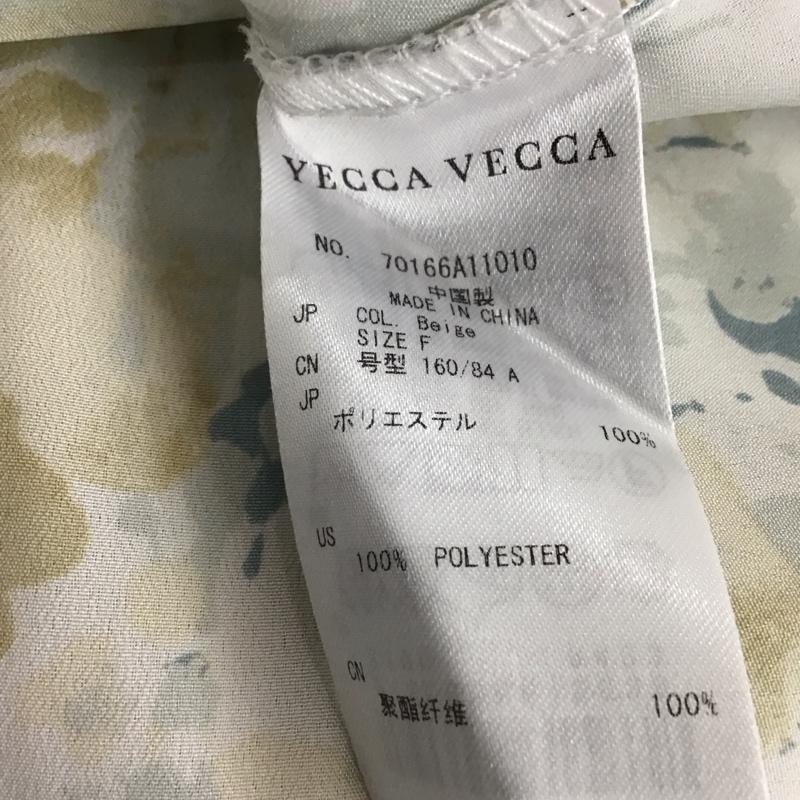 YECCA VECCA
NO. 70166A11010
中国製
MADE IN CHINA
JP COL. Beige
SIZE F
CN 号型 160/84 A
JP
ポリエステル 100%
US
100% POLYESTER
CN
聚酯纤维 100%